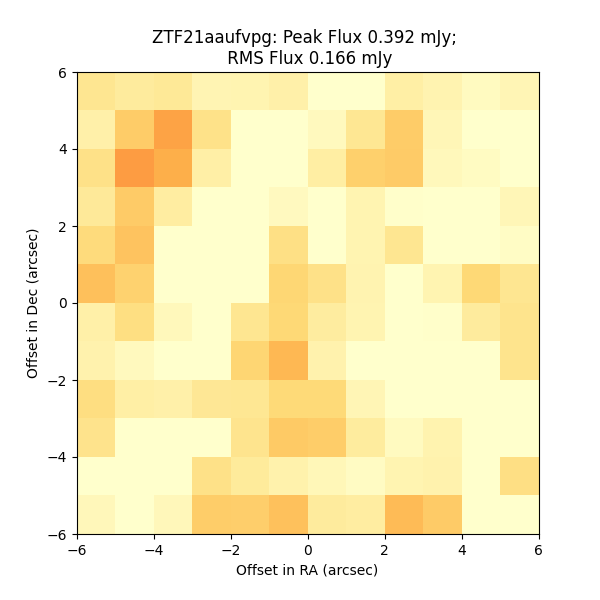 ZTF21aaufvpg: Peak Flux 0.392 mJy;
RMS Flux 0.166 mJy
6
4
2
0
−2
−4
−6
Offset in Dec (arcsec)
−6 −4 −2 0 2 4 6
Offset in RA (arcsec)